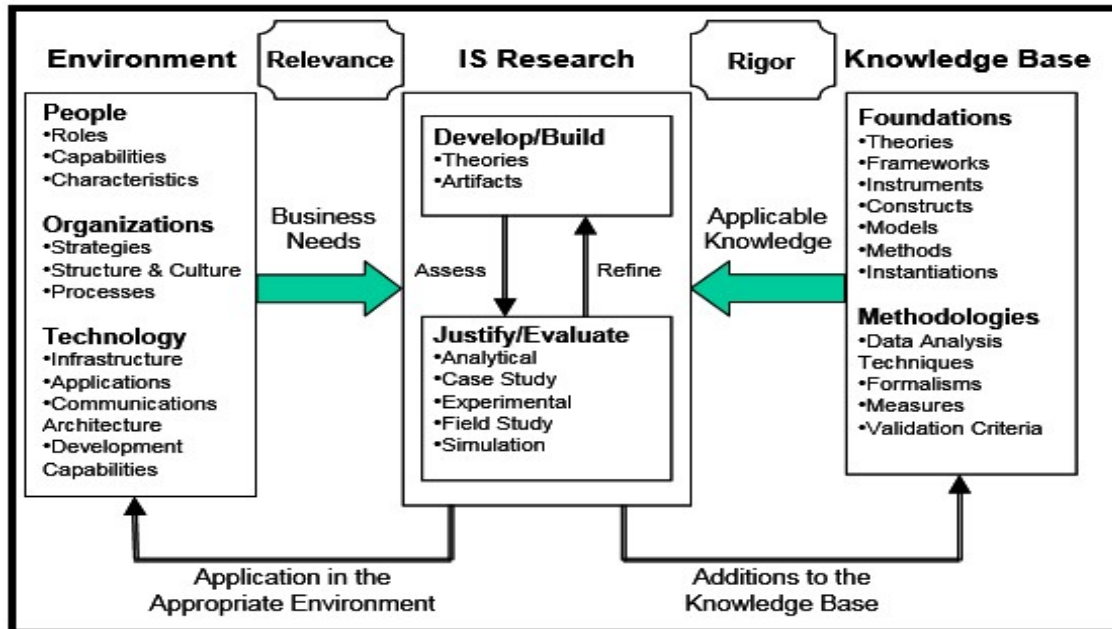 Environment
Relevance
IS Research
Rigor
Knowledge Base
People
•Roles
•Capabilities
•Characteristics
Organizations
•Strategies
•Structure & Culture
•Processes
Technology
•Infrastructure
•Applications
•Communications
Architecture
•Development
Capabilities
Business
Needs
Develop/Build
•Theories
•Artifacts
Assess
Refine
Justify/Evaluate
•Analytical
•Case Study
•Experimental
•Field Study
•Simulation
Applicable
Knowledge
Foundations
•Theories
•Frameworks
•Instruments
•Constructs
•Models
•Methods
•Instantiations
Methodologies
•Data Analysis
Techniques
•Formalisms
•Measures
•Validation Criteria
Application in the
Appropriate Environment
Additions to the
Knowledge Base